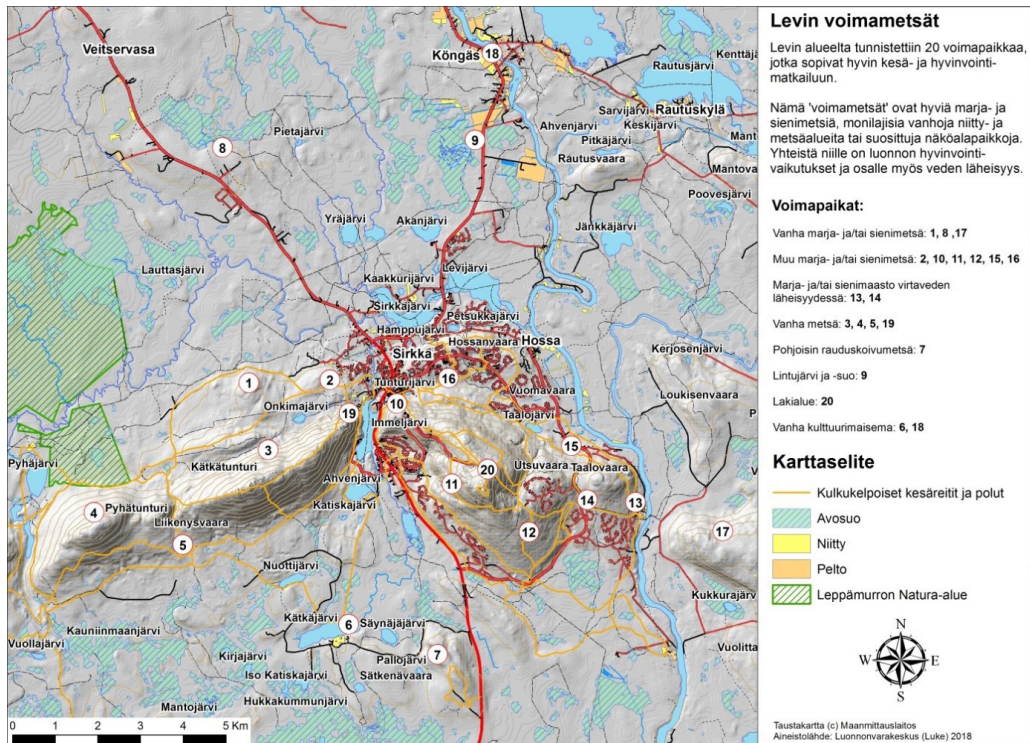 Levin voimametsät
Levin alueelta tunnistettiin 20 voimapaikkaa,
jotka sopivat hyvin kesä- ja hyvinvointi-
matkailuun.
Nämä 'voimametsät' ovat hyviä marja- ja
sienimetsiä, monilajisia vanhoja niitty- ja
metsäalueita tai suosittuja näköalapaikkoja.
Yhteistä niille on luonnon hyvinvointi-
vaikutukset ja osalle myös veden läheisyys.
Voimapaikat:
Vanha marja- ja/tai sienimetsä: 1, 8 ,17
Muu marja- ja/tai sienimetsä: 2, 10, 11, 12, 15, 16
Marja- ja/tai sienimaasto virtaveden
läheisyydessä: 13, 14
Vanha metsä: 3, 4, 5, 19
Pohjoisin rauduskoivumetsä: 7
Lintujärvi ja -suo: 9
Lakialue: 20
Vanha kulttuurimaisema: 6, 18
Karttaselite
Kulkukelpoiset kesäreitit ja polut
Avosuo
Niitty
Pelto
Leppämurron Natura-alue
N
W E
S
Taustakartta (c) Maanmittauslaitos
Aineistolähde: Luonnonvarakeskus (Luke) 2018
Veitservasa
Köngäs
18
Kenttäj
Rautusjärvi
Sarvijärvi
Rautuskylä
Keskijärvi
Ahvenjärvi
Pitkäjärvi
Mant
Rautusvaara
Mantova
Pietajärvi
8
9
Poovesjärvi
Yräjärvi
Akanjärvi
Jänkkäjärvi
Lauttasjärvi
Levijärvi
Kaakkurijärvi
Sirkkajärvi
Petsukkajärvi
Hamppujärvi
Hossanvaara
Hossa
Sirkka
Kerjosenjärvi
1
2
Tunturijärvi
16
Vuomavaara
Loukisenvaara
Onkimajärvi
19
10
Taalojärvi
P
Immeljärvi
3
15
Kätkätunturi
20
Utsuvaara
Taalovaara
Pyhäjärvi
V
Ahvenjärvi
11
14
13
Katiskajärvi
4
Pyhätunturi
Liikenysvaara
12
17
5
Nuottijärvi
Kukkurajärv
Kätkäjärvi
6
Säynäjäjärvi
Kauniinmaanjärvi
Vuollajärvi
Vuolitta
Kirjajärvi
Pallojärvi
7
Iso Katiskajärvi
Sätkenävaara
Hukkakummunjärvi
Mantojärvi
0 1 2 3 4 5 Km